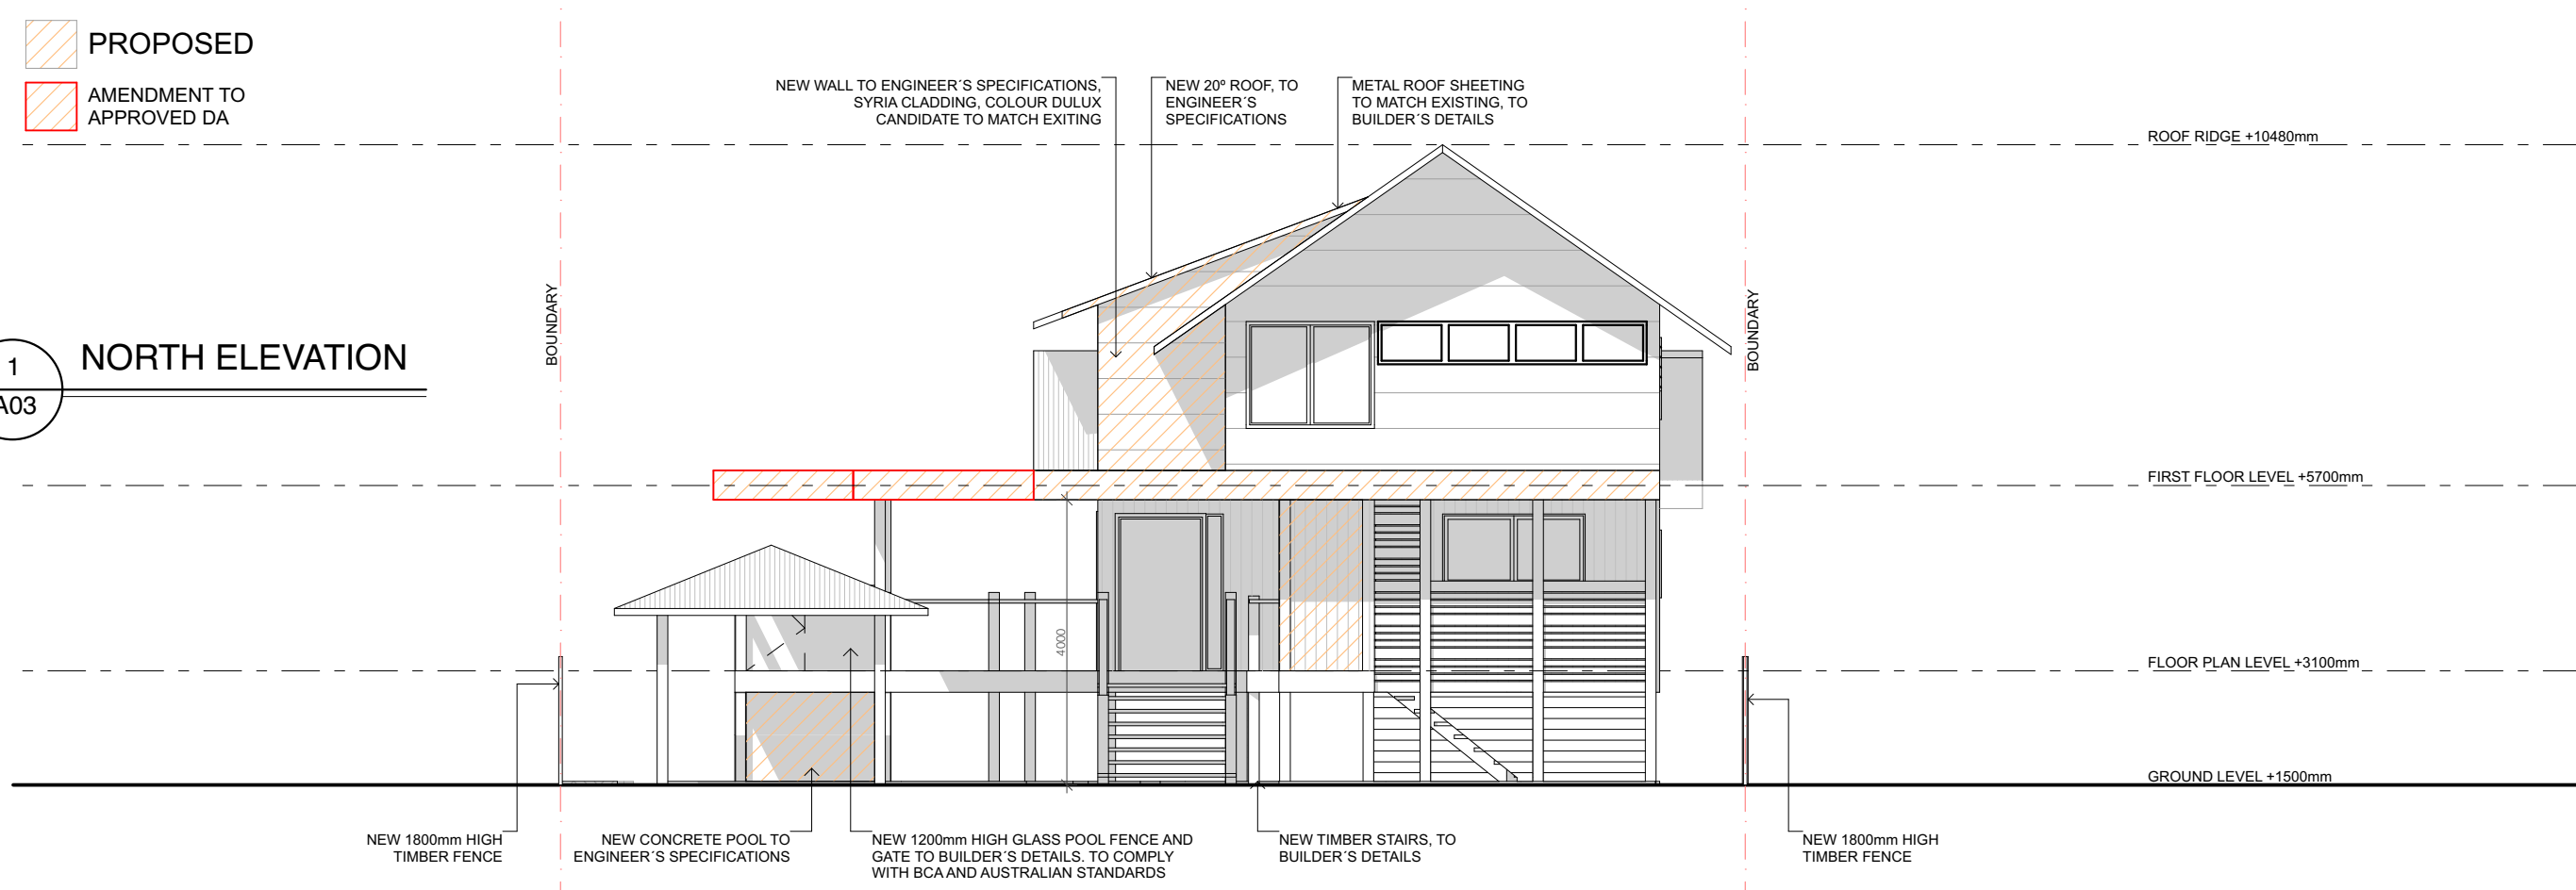 PROPOSED
AMENDMENT TO
APPROVED DA
NEW WALL TO ENGINEER´S SPECIFICATIONS,
SYRIA CLADDING, COLOUR DULUX
CANDIDATE TO MATCH EXITING
NEW 20º ROOF, TO
ENGINEER´S
SPECIFICATIONS
METAL ROOF SHEETING
TO MATCH EXISTING, TO
BUILDER´S DETAILS
ROOF RIDGE +10480mm
BOUNDARY
BOUNDARY
1
A03
NORTH ELEVATION
FIRST FLOOR LEVEL +5700mm
4000
FLOOR PLAN LEVEL +3100mm
GROUND LEVEL +1500mm
NEW 1800mm HIGH
TIMBER FENCE
NEW CONCRETE POOL TO
ENGINEER´S SPECIFICATIONS
NEW 1200mm HIGH GLASS POOL FENCE AND
GATE TO BUILDER´S DETAILS. TO COMPLY
WITH BCA AND AUSTRALIAN STANDARDS
NEW TIMBER STAIRS, TO
BUILDER´S DETAILS
NEW 1800mm HIGH
TIMBER FENCE